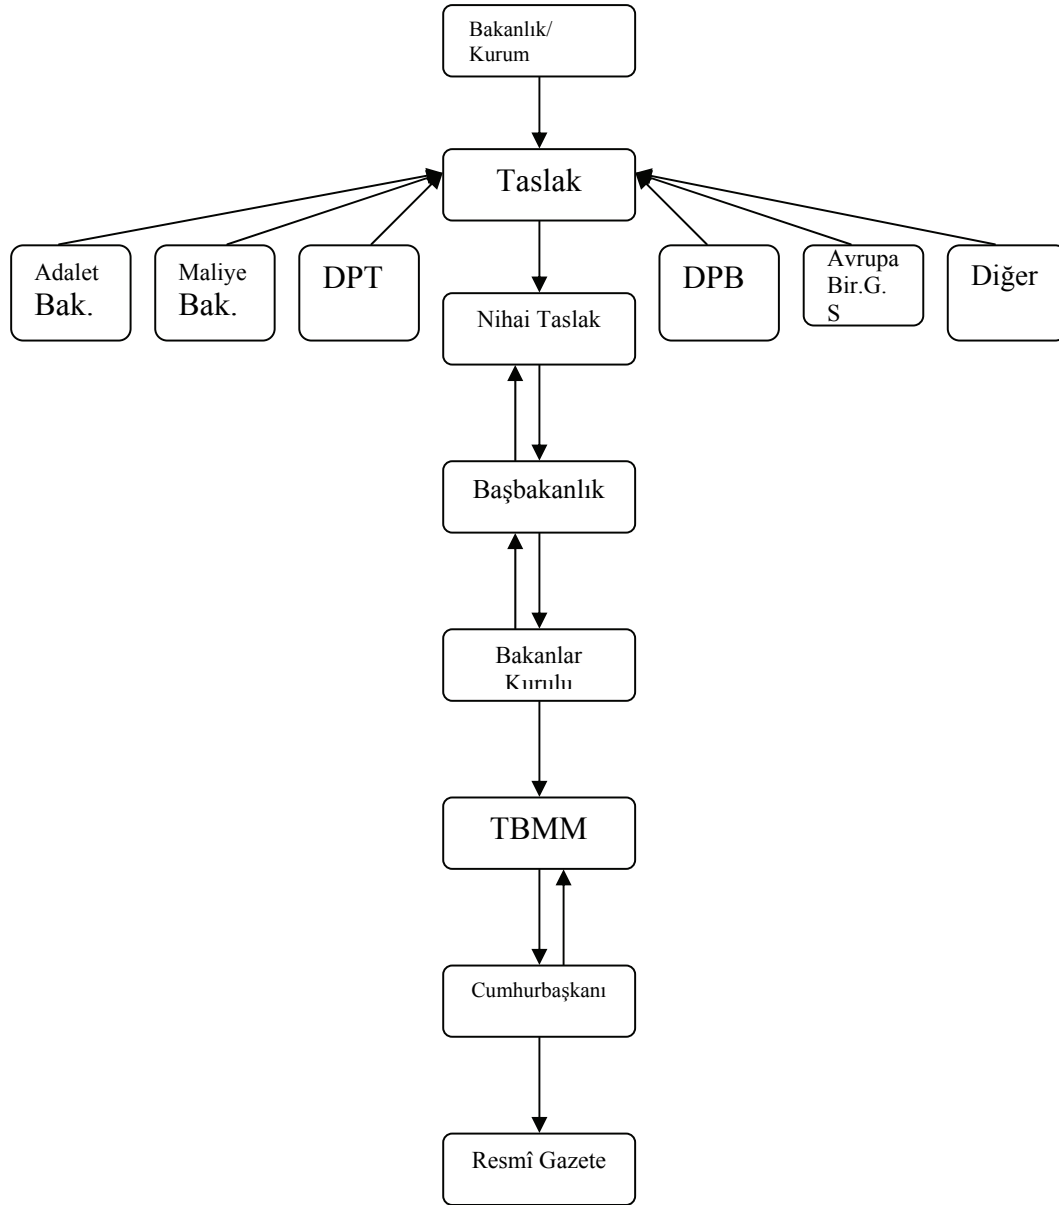 Bakanlık/
Kurum
Taslak
Adalet
Bak.
Maliye
Bak.
DPT
DPB
Avrupa
Bir.G.
S
Diğer
Nihai Taslak
Başbakanlık
Bakanlar
Kurulu
TBMM
Cumhurbaşkanı
Resmî Gazete